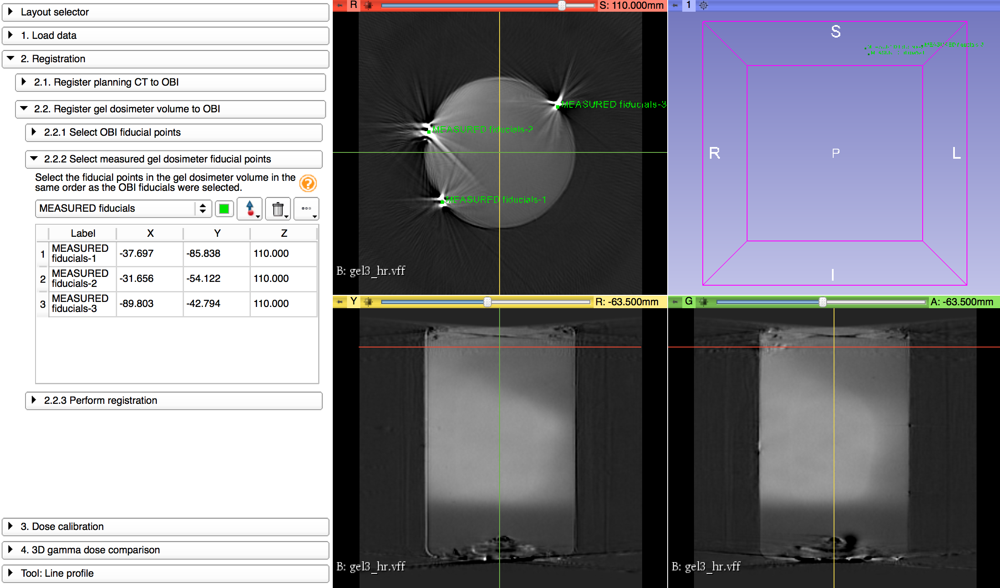 Layout selector
1. Load data
2. Registration
2.1. Register planning CT to OBI
2.2. Register gel dosimeter volume to OBI
2.2.1 Select OBI fiducial points
2.2.2 Select measured gel dosimeter fiducial points
Select the fiducial points in the gel dosimeter volume in the
same order as the OBI fiducials were selected.
?
MEASURED fiducials
Label X Y Z
1 MEASURED fiducials-1 -37.697 -85.838 110.000
2 MEASURED fiducials-2 -31.656 -54.122 110.000
3 MEASURED fiducials-3 -89.803 -42.794 110.000
2.2.3 Perform registration
3. Dose calibration
4. 3D gamma dose comparison
Tool: Line profile
R S: 110.000mm
MEASURED fiducials-3
MEASURED fiducials-2
MEASURED fiducials-1
B: gel3_hr.vff
1
S
MEASURED fiducials-3
R P L
I
Y R: -63.500mm
B: gel3_hr.vff
G A: -63.500mm
B: gel3_hr.vff